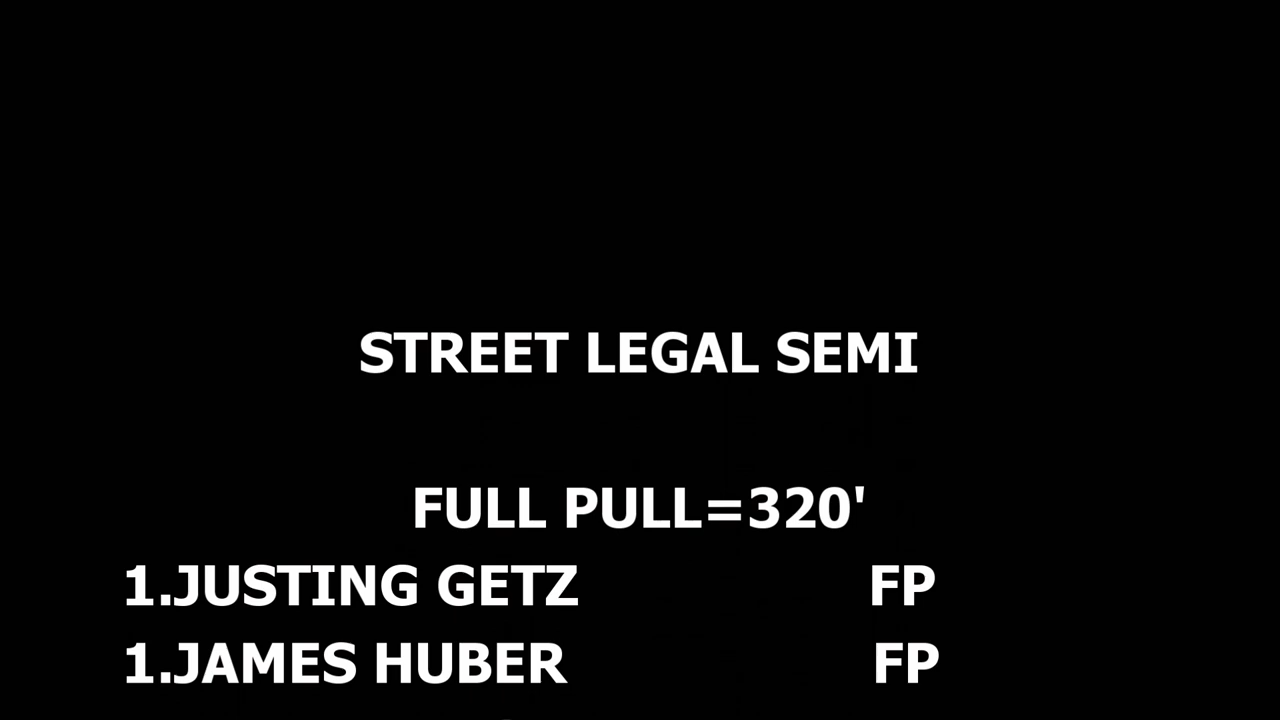 STREET LEGAL SEMI
FULL PULL=320'
1.JUSTING GETZ FP
1.JAMES HUBER FP